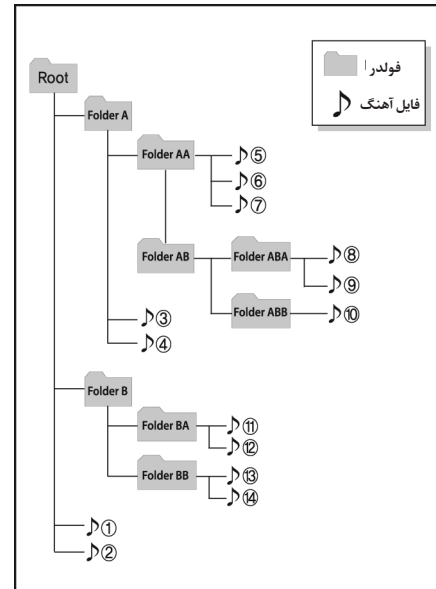 Root
فولدر ا
فایل آهنگ
Folder A
Folder AA
⑤
⑥
⑦
Folder AB
Folder ABA
⑧
⑨
Folder ABB
⑩
③
④
Folder B
Folder BA
⑪
⑫
Folder BB
⑬
⑭
①
②